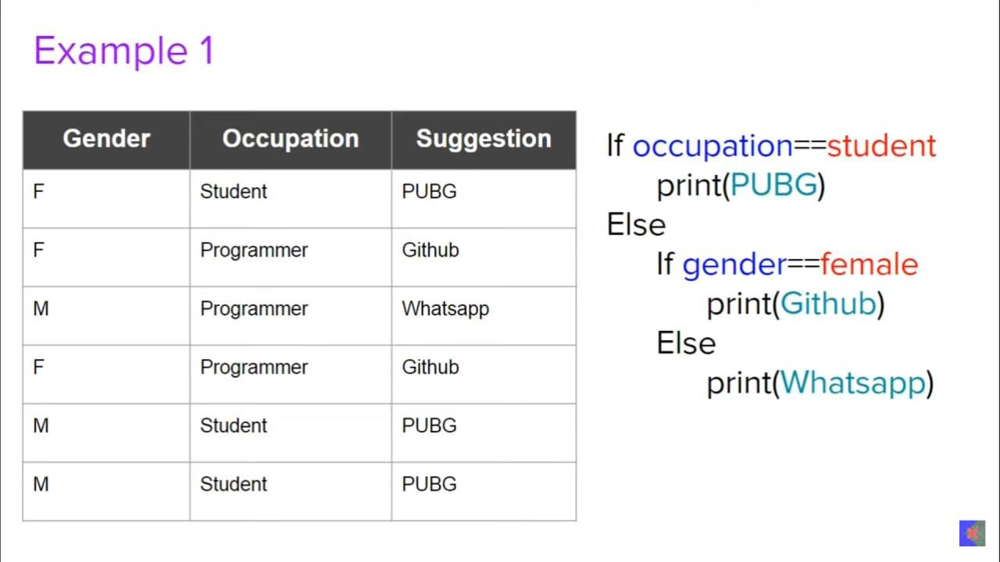 Example 1
Gender Occupation Suggestion
F Student PUBG
F Programmer Github
M Programmer Whatsapp
F Programmer Github
M Student PUBG
M Student PUBG
If occupation==student
print(PUBG)
Else
If gender==female
print(Github)
Else
print(Whatsapp)